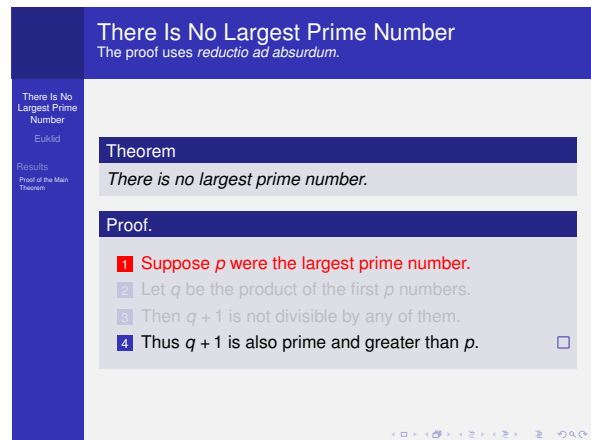 There Is No Largest Prime Number
The proof uses reductio ad absurdum.
There Is No
Largest Prime
Number
Euklid
Results
Proof of the Main
Theorem
Theorem
There is no largest prime number.
Proof.
1 Suppose p were the largest prime number.
2 Let q be the product of the first p numbers.
3 Then q + 1 is not divisible by any of them.
4 Thus q + 1 is also prime and greater than p.